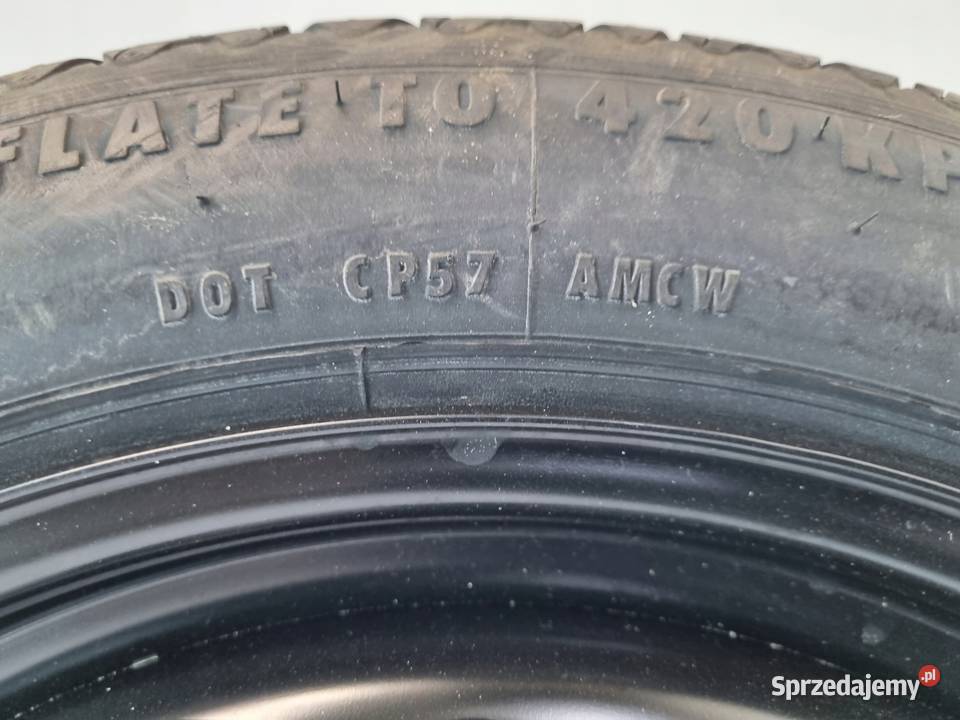 FLATE TO 420 KP
DOT CP57 AMCW
Sprzedajemy.pl